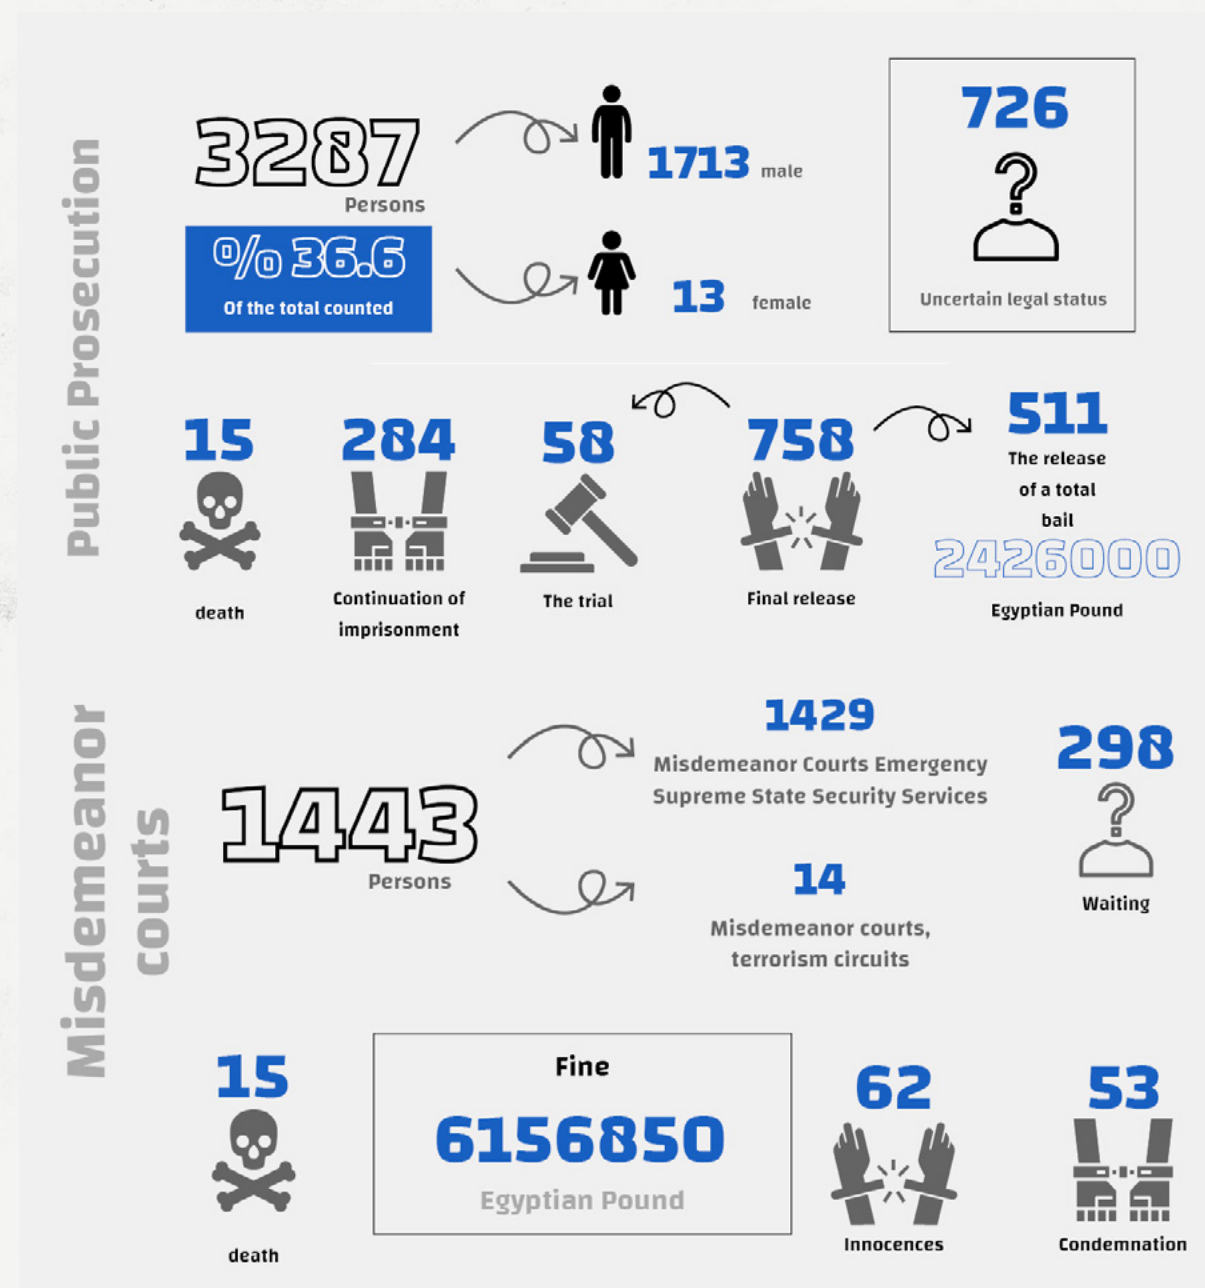 Public Prosecution
3287
Persons
% 36.6
Of the total counted
1713 male
13 female
726
Uncertain legal status
15
death
284
Continuation of
imprisonment
58
The trial
758
Final release
511
The release
of a total
bail
2426000
Egyptian Pound
Misdemeanor
courts
1443
Persons
1429
Misdemeanor Courts Emergency
Supreme State Security Services
14
Misdemeanor courts,
terrorism circuits
298
Waiting
15
death
Fine
6156850
Egyptian Pound
62
Innocences
53
Condemnation